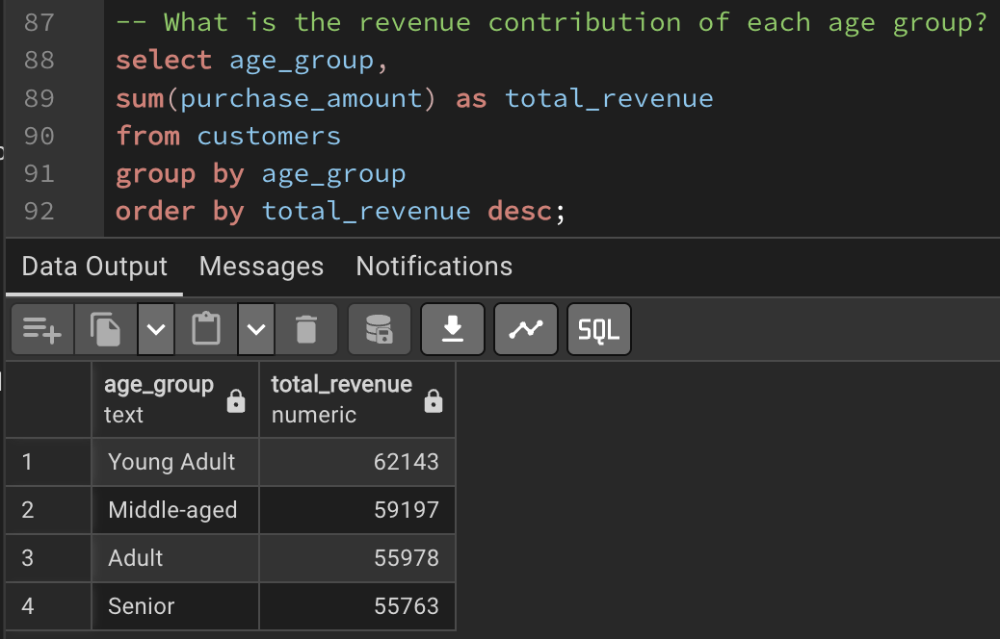 87 -- What is the revenue contribution of each age group?
88 select age_group,
89 sum(purchase_amount) as total_revenue
90 from customers
91 group by age_group
92 order by total_revenue desc;
Data Output Messages Notifications
SQL
age_group total_revenue
text numeric
1 Young Adult 62143
2 Middle-aged 59197
3 Adult 55978
4 Senior 55763